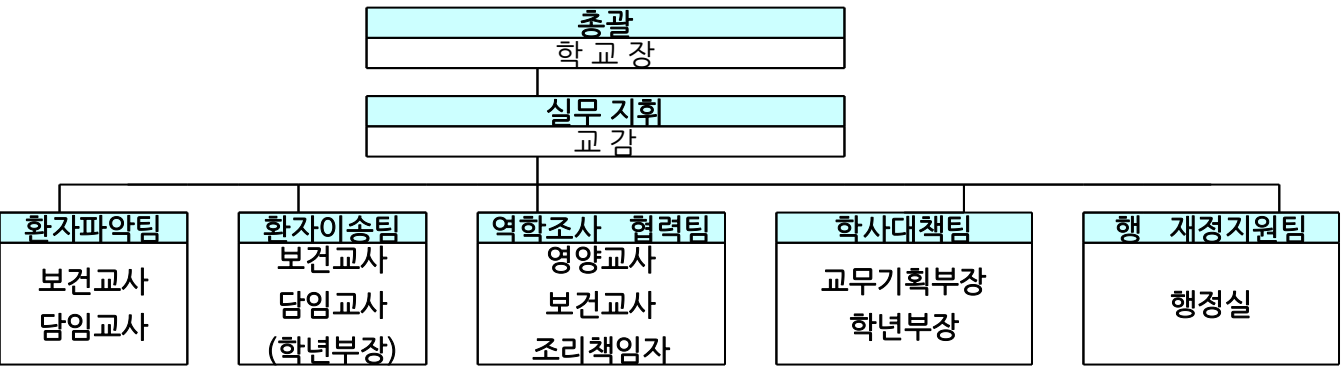 총괄
학 교 장
실무 지휘
교 감
환자파악팀
보건교사
담임교사
환자이송팀
보건교사
담임교사
(학년부장)
역학조사 협력팀
영양교사
보건교사
조리책임자
학사대책팀
교무기획부장
학년부장
행 재정지원팀
행정실